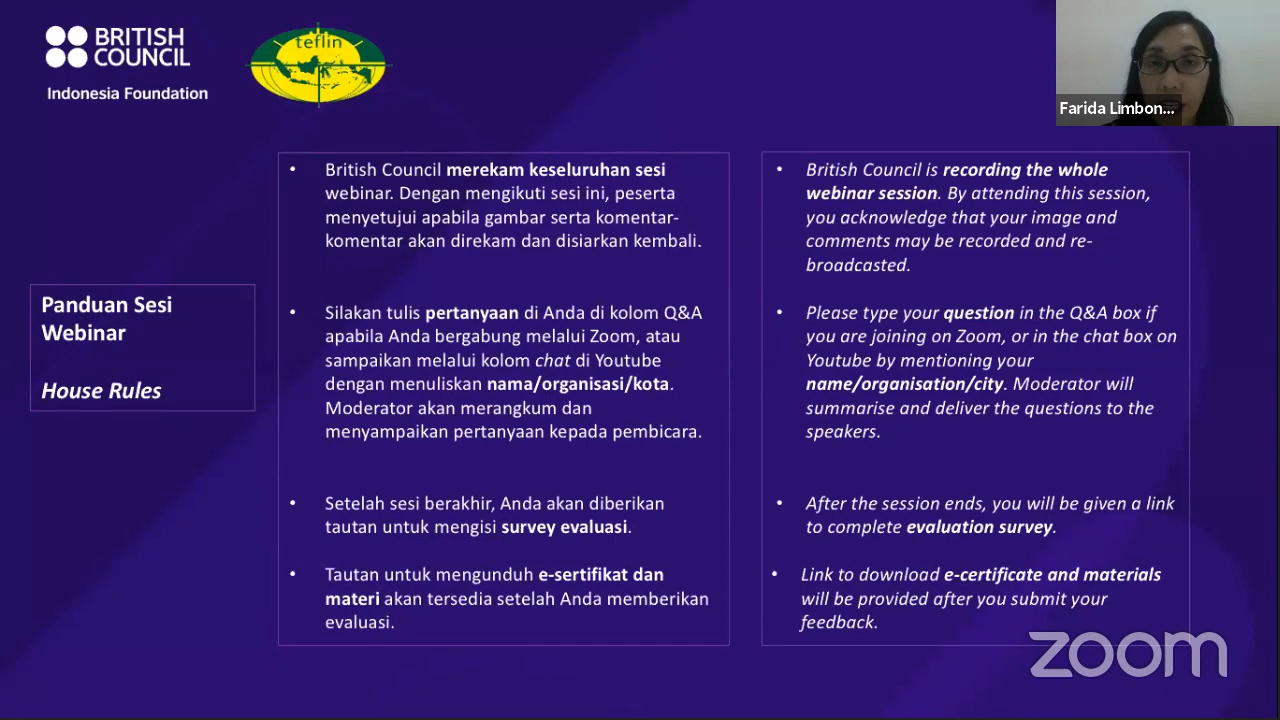 BRITISH
COUNCIL
Indonesia Foundation
teflin
Farida Limbon...
Panduan Sesi
Webinar
House Rules
• British Council merekam keseluruhan sesi
webinar. Dengan mengikuti sesi ini, peserta
menyetujui apabila gambar serta komentar-
komentar akan direkam dan disiarkan kembali.
• Silakan tulis pertanyaan di Anda di kolom Q&A
apabila Anda bergabung melalui Zoom, atau
sampaikan melalui kolom chat di Youtube
dengan menuliskan nama/organisasi/kota.
Moderator akan merangkum dan
menyampaikan pertanyaan kepada pembicara.
• Setelah sesi berakhir, Anda akan diberikan
tautan untuk mengisi survey evaluasi.
• Tautan untuk mengunduh e-sertifikat dan
materi akan tersedia setelah Anda memberikan
evaluasi.
• British Council is recording the whole
webinar session. By attending this session,
you acknowledge that your image and
comments may be recorded and re-
broadcasted.
• Please type your question in the Q&A box if
you are joining on Zoom, or in the chat box on
Youtube by mentioning your
name/organisation/city. Moderator will
summarise and deliver the questions to the
speakers.
• After the session ends, you will be given a link
to complete evaluation survey.
• Link to download e-certificate and materials
will be provided after you submit your
feedback.
zoom